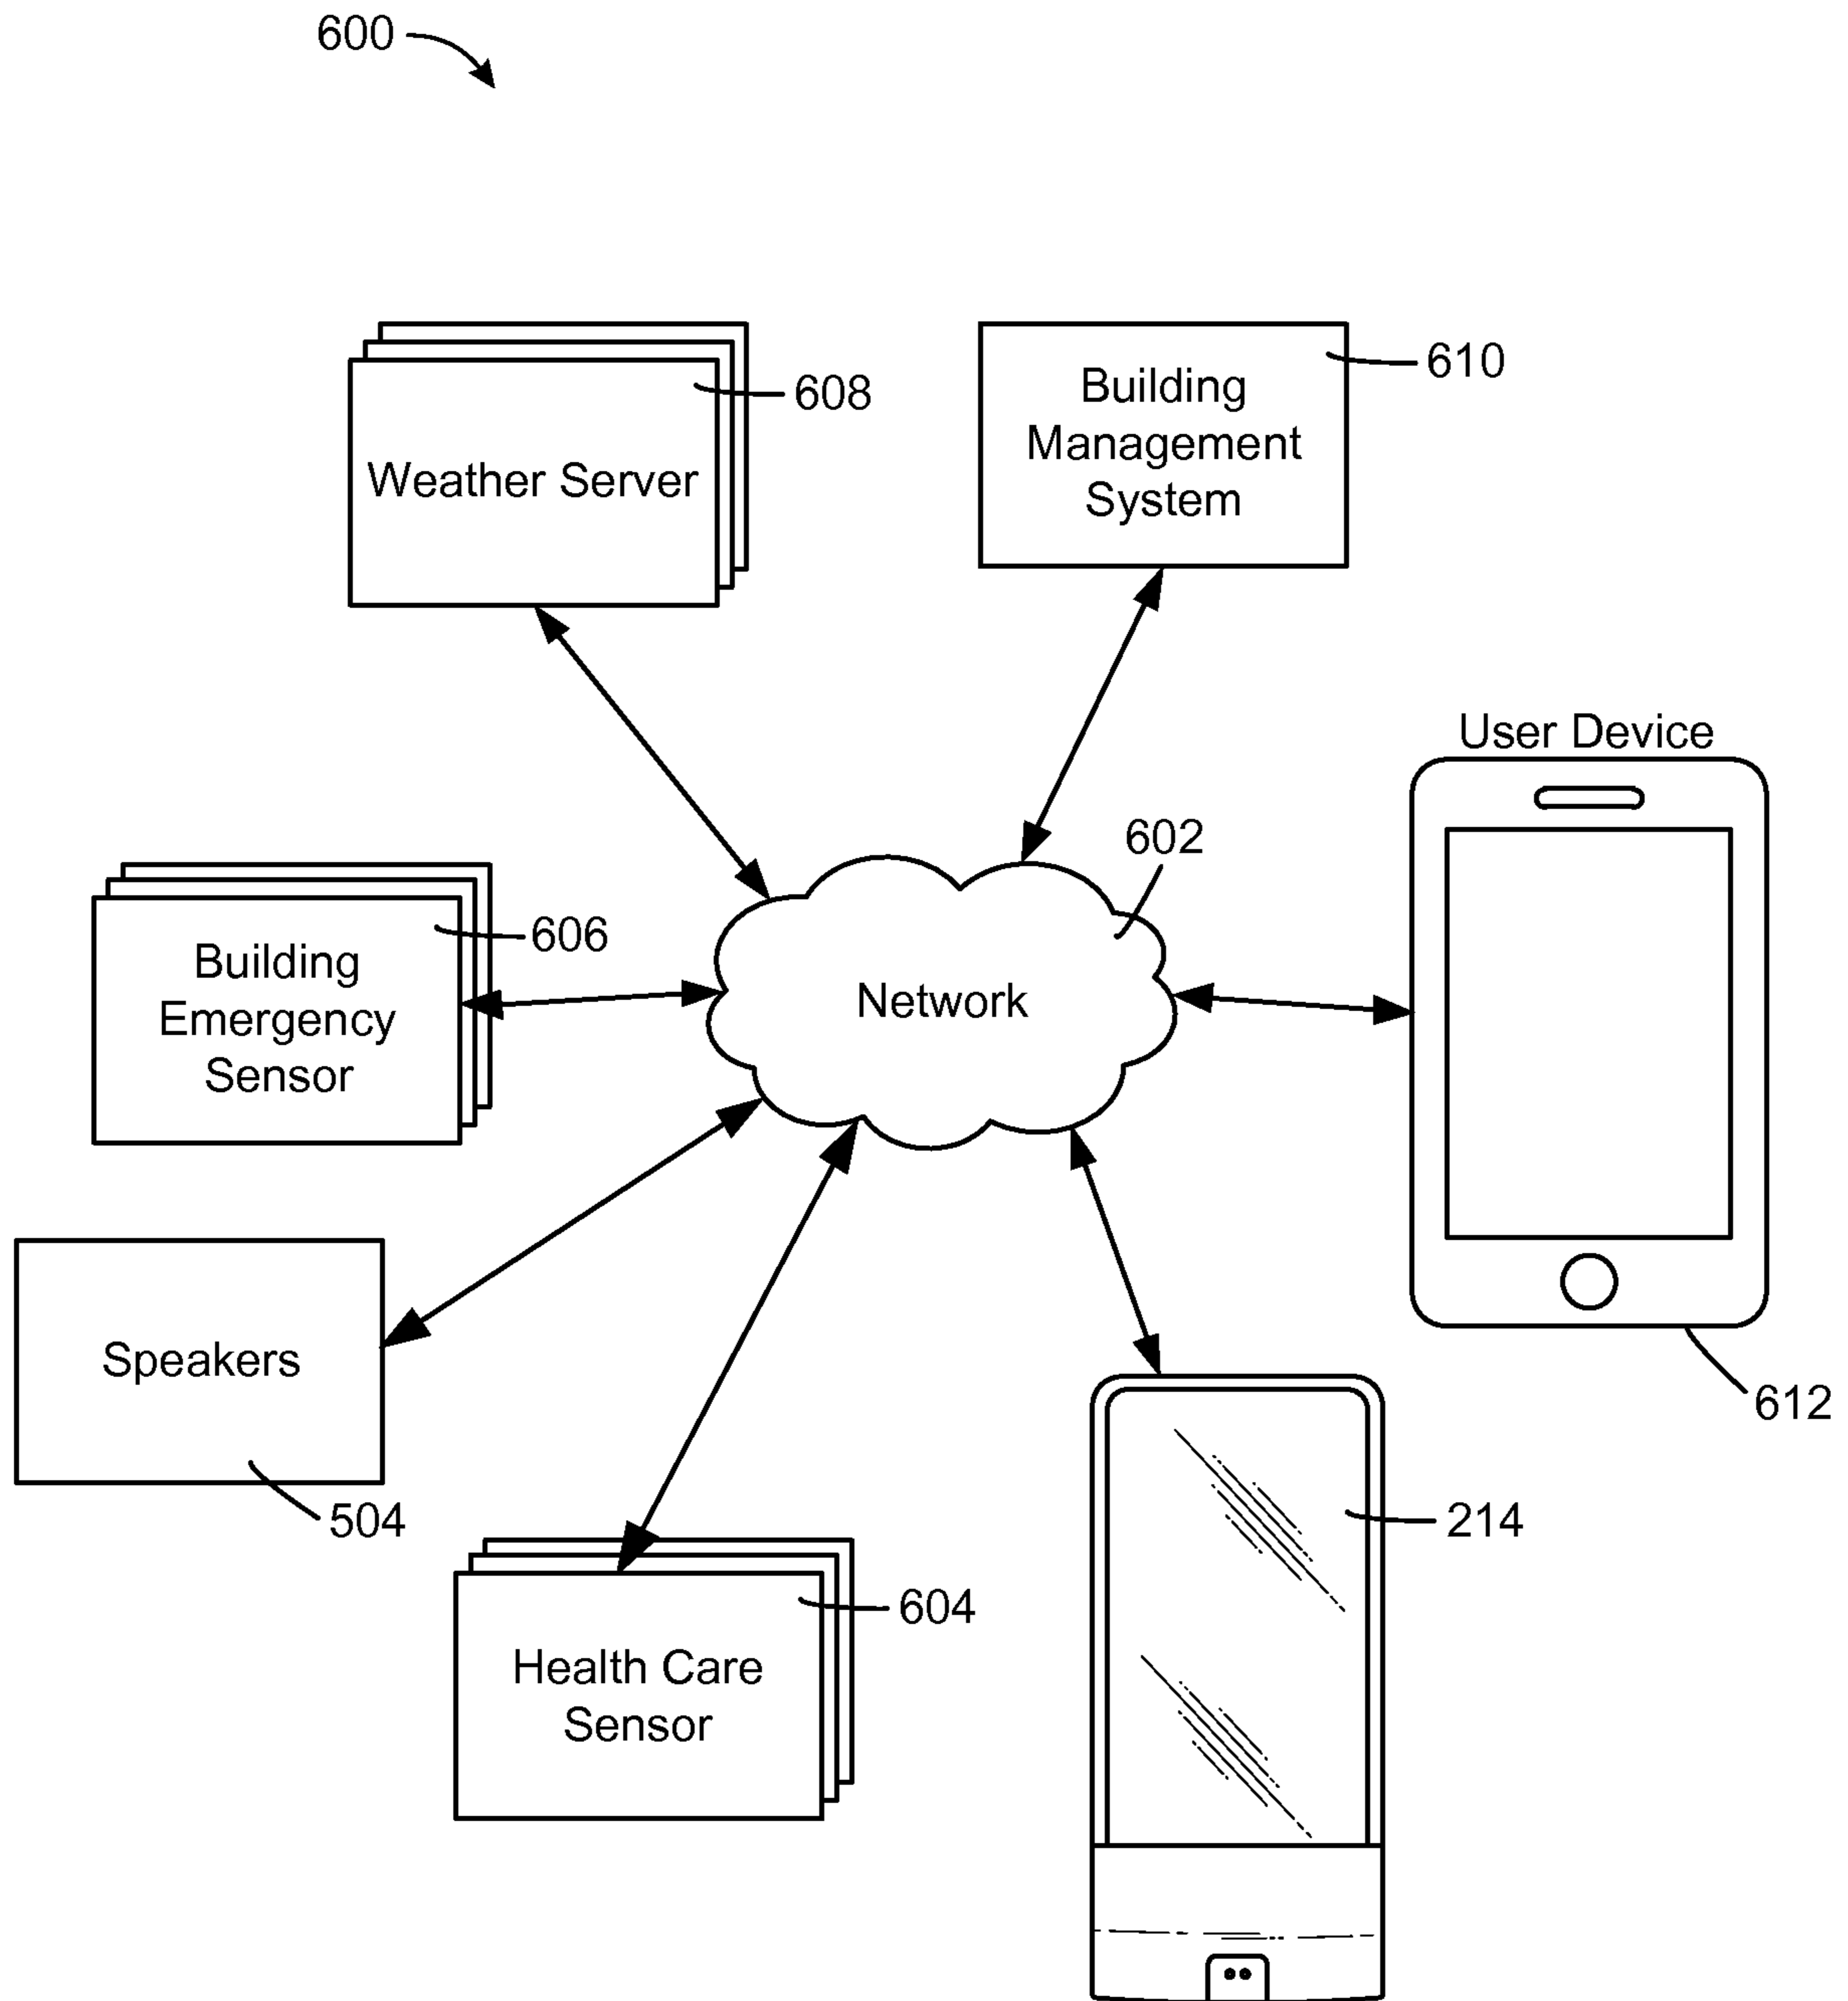 600
608
Weather Server
610
Building
Management
System
User Device
602
606
Building
Emergency
Sensor
Network
Speakers
504
612
214
604
Health Care
Sensor